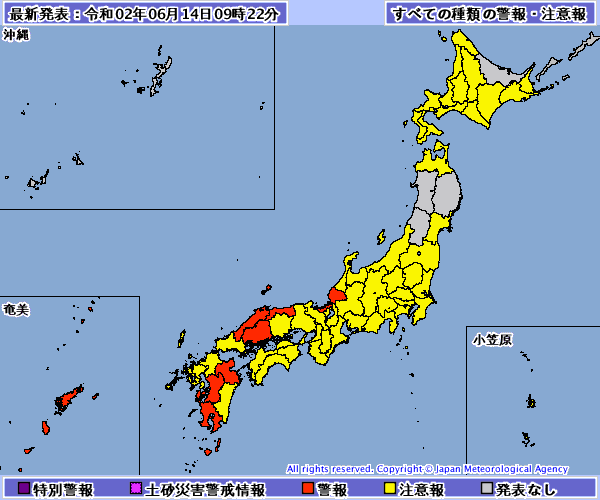 最新発表：令和02年06月14日09時22分
すべての種類の警報・注意報
沖縄
奄美
小笠原
All rights reserved. Copyright © Japan Meteorological Agency
特別警報 土砂災害警戒情報 警報 注意報 発表なし